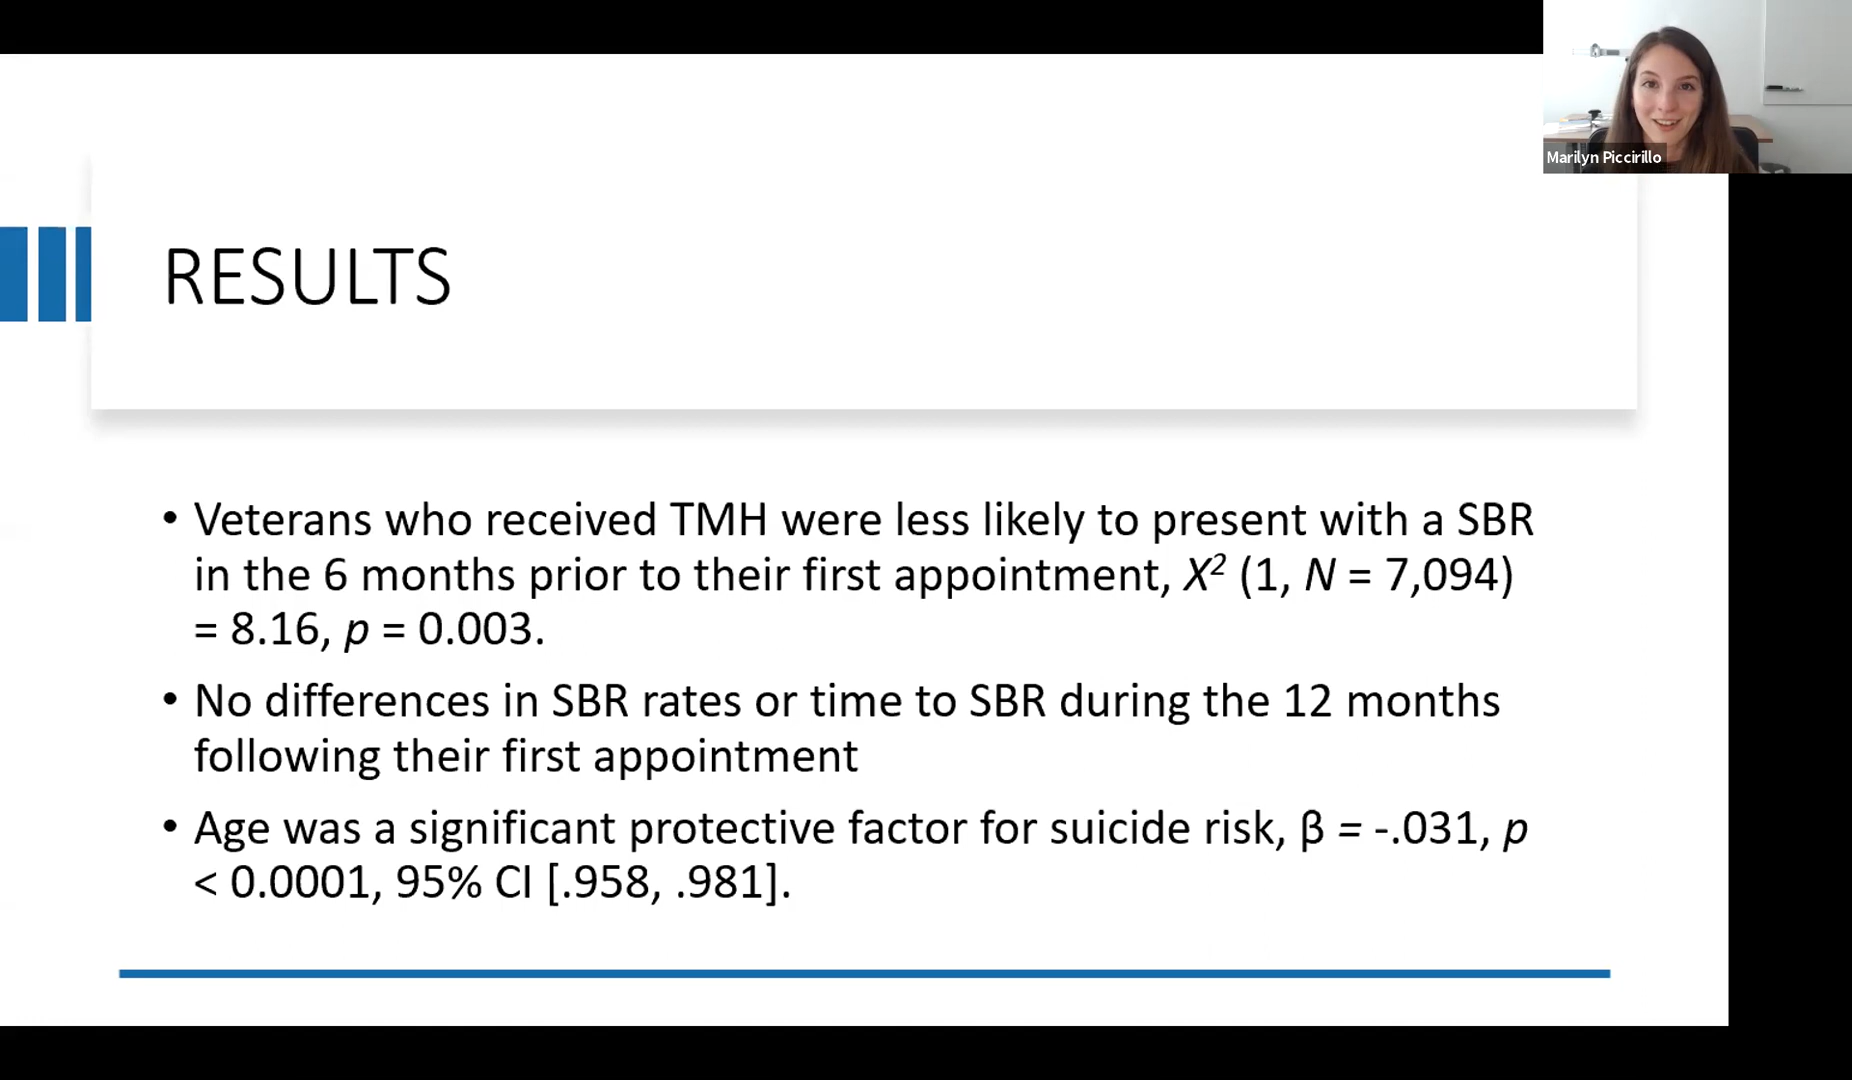 Marilyn Piccirillo
RESULTS
• Veterans who received TMH were less likely to present with a SBR
in the 6 months prior to their first appointment, X² (1, N = 7,094)
= 8.16, p = 0.003.
• No differences in SBR rates or time to SBR during the 12 months
following their first appointment
• Age was a significant protective factor for suicide risk, β = -.031, p
< 0.0001, 95% CI [.958, .981].